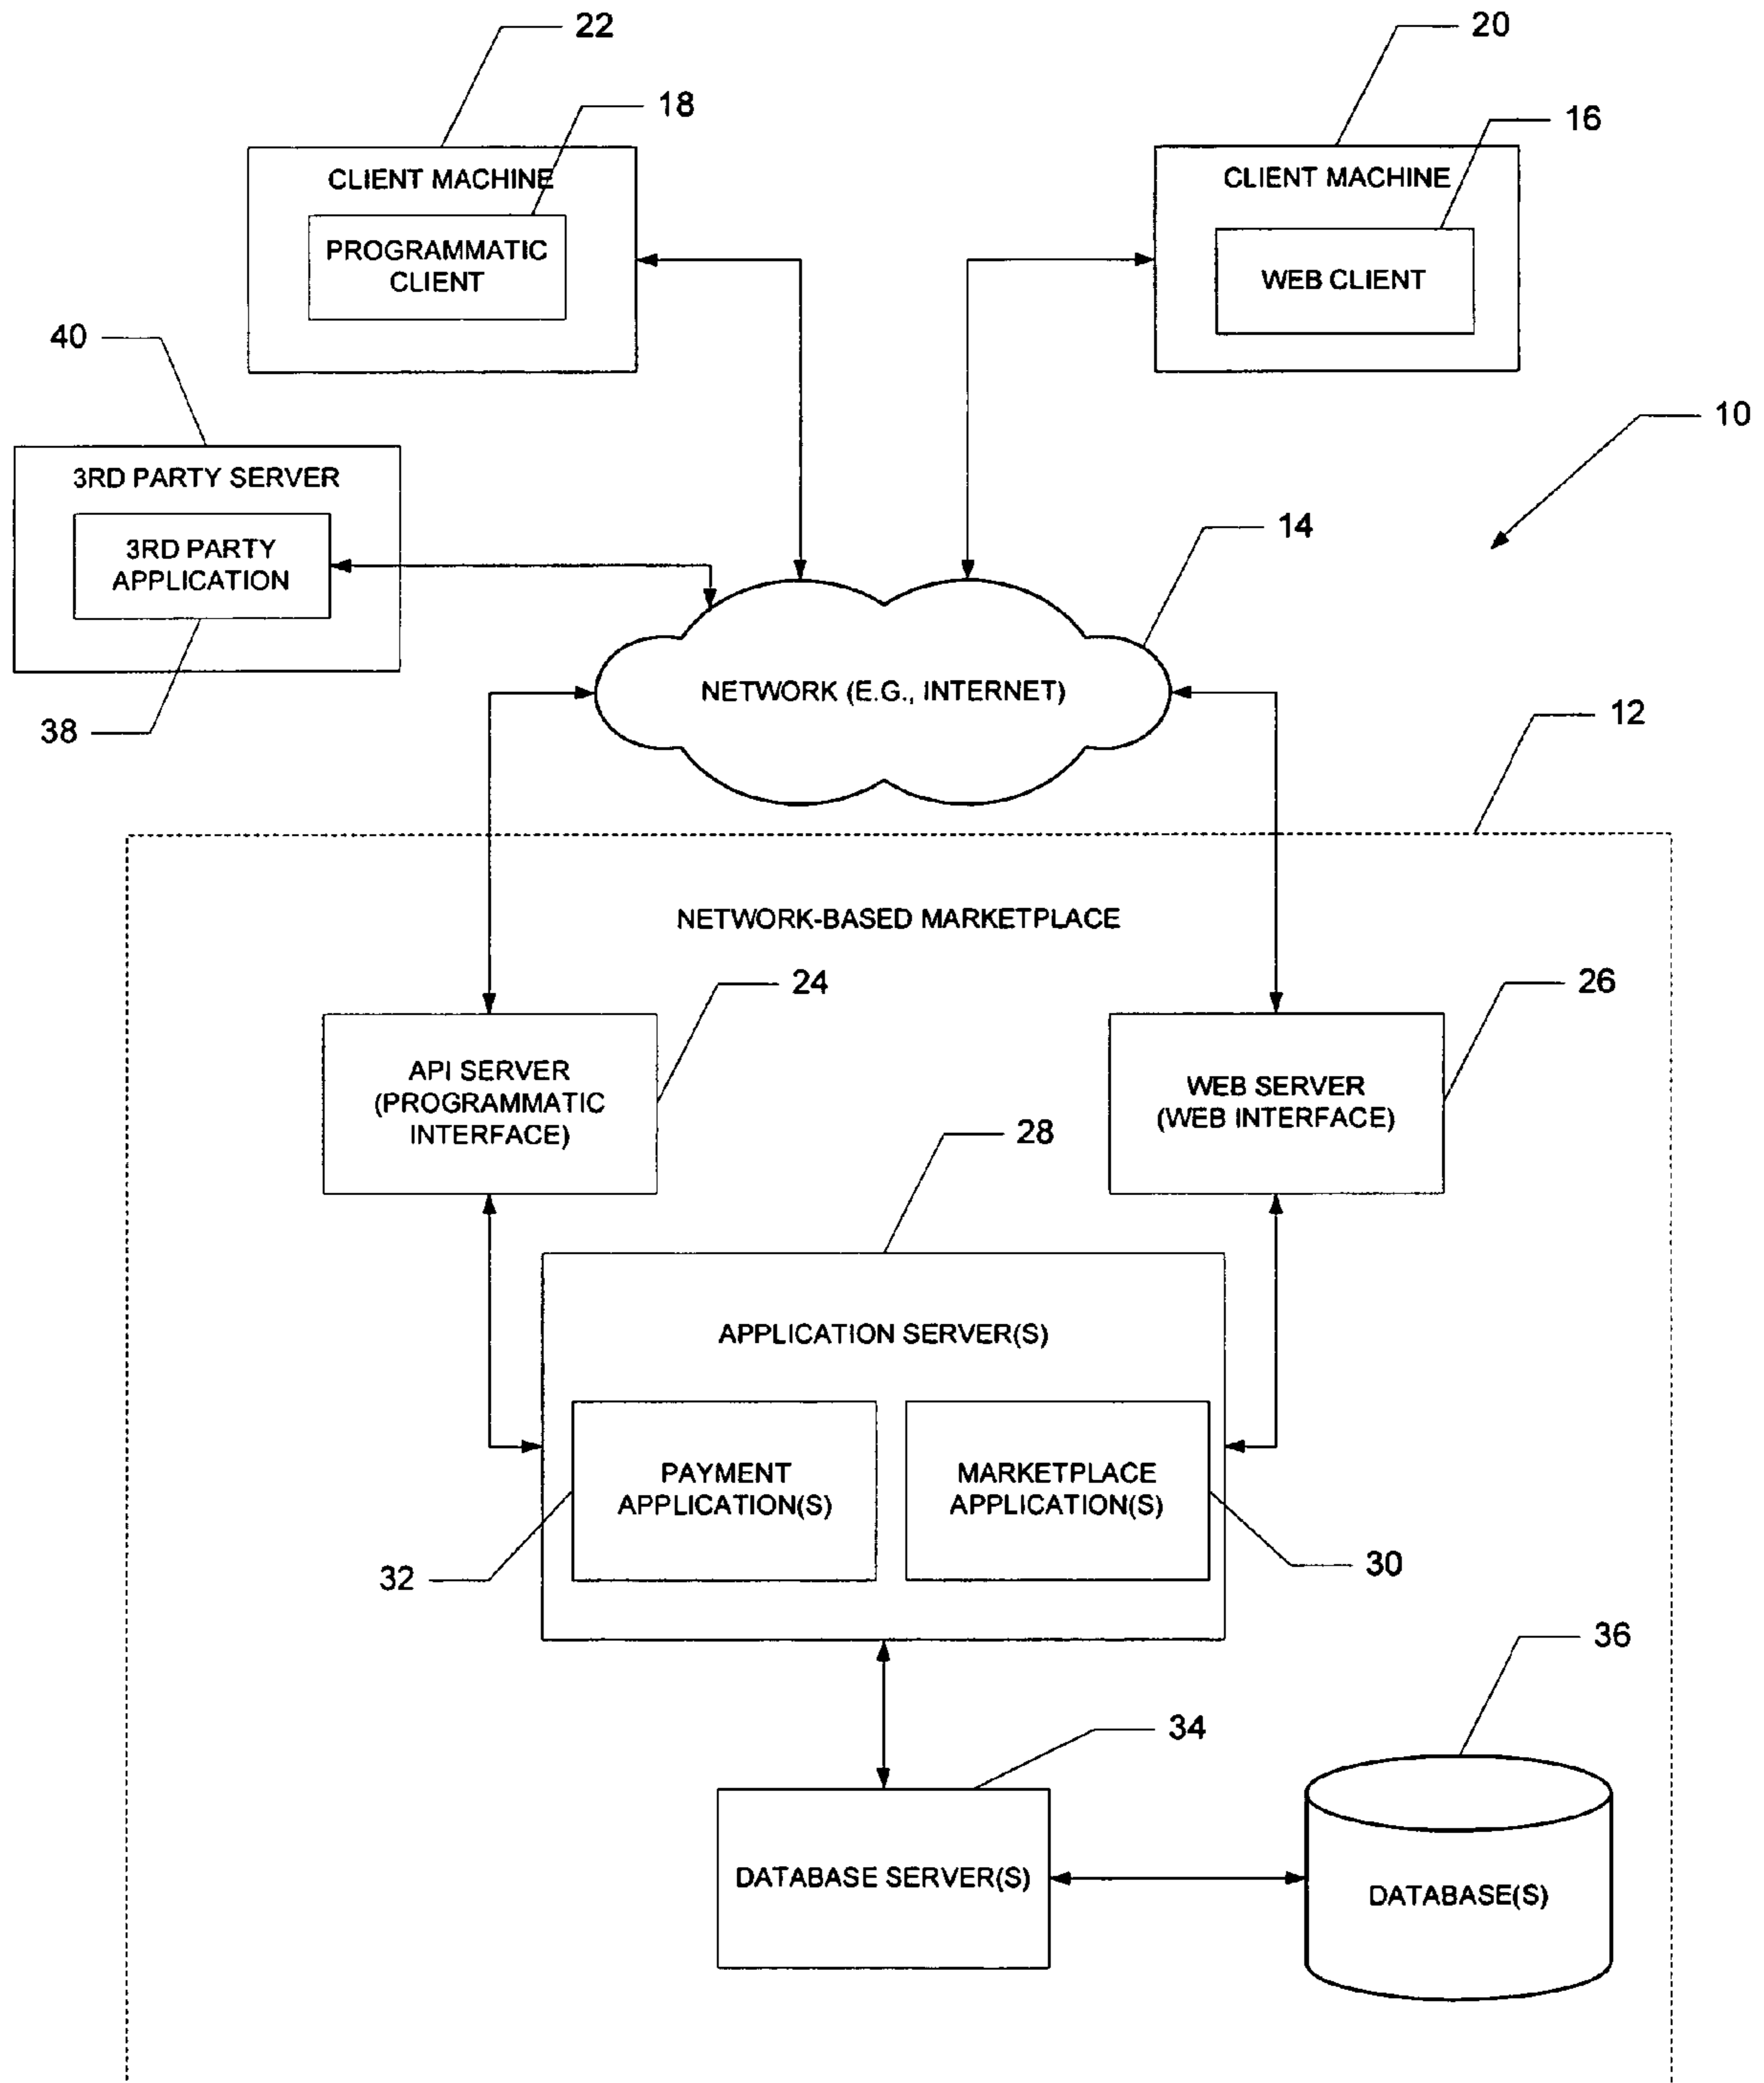 22
20
18
16
CLIENT MACHINE
CLIENT MACHINE
PROGRAMMATIC
CLIENT
WEB CLIENT
40
10
3RD PARTY SERVER
14
3RD PARTY
APPLICATION
NETWORK (E.G., INTERNET)
38
12
NETWORK-BASED MARKETPLACE
24
26
API SERVER
(PROGRAMMATIC
INTERFACE)
WEB SERVER
(WEB INTERFACE)
28
APPLICATION SERVER(S)
PAYMENT
APPLICATION(S)
MARKETPLACE
APPLICATION(S)
32
30
36
34
DATABASE SERVER(S)
DATABASE(S)